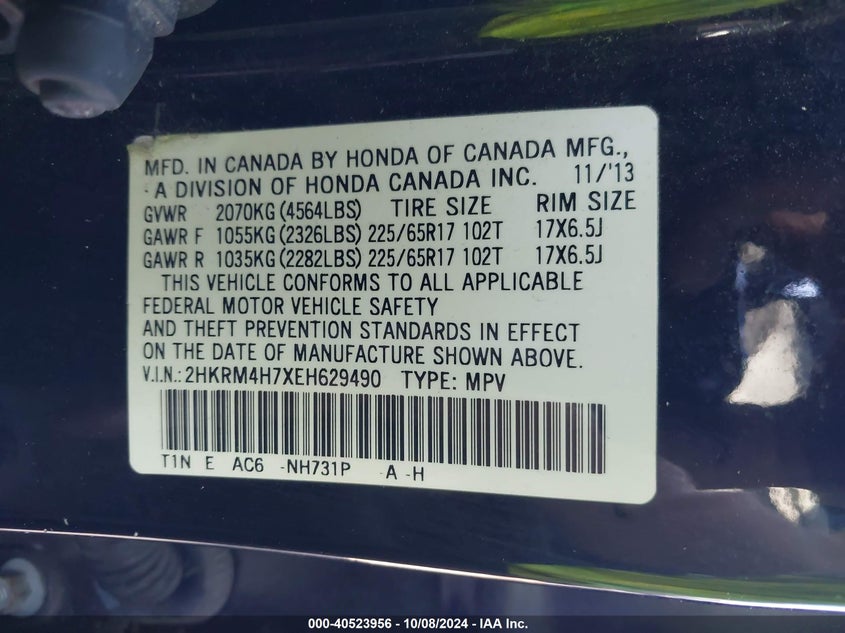 MFD. IN CANADA BY HONDA OF CANADA MFG.,
A DIVISION OF HONDA CANADA INC. 11/'13
GVWR 2070KG (4564LBS) TIRE SIZE RIM SIZE
GAWR F 1055KG (2326LBS) 225/65R17 102T 17X6.5J
GAWR R 1035KG (2282LBS) 225/65R17 102T 17X6.5J
THIS VEHICLE CONFORMS TO ALL APPLICABLE
FEDERAL MOTOR VEHICLE SAFETY
AND THEFT PREVENTION STANDARDS IN EFFECT
ON THE DATE OF MANUFACTURE SHOWN ABOVE.
V.I.N.: 2HKRM4H7XEH629490 TYPE: MPV
T1N E AC6 -NH731P -A -H
000-40523956 - 10/08/2024 - IAA Inc.